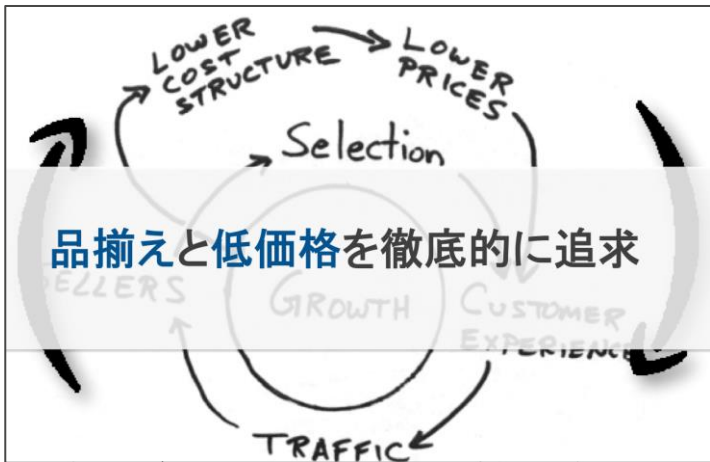 LOWER
COST
STRUCTURE
LOWER
PRICES
Selection
品揃えと低価格を徹底的に追求
SELLERS
GROWTH
CUSTOMER
EXPERIENCE
TRAFFIC